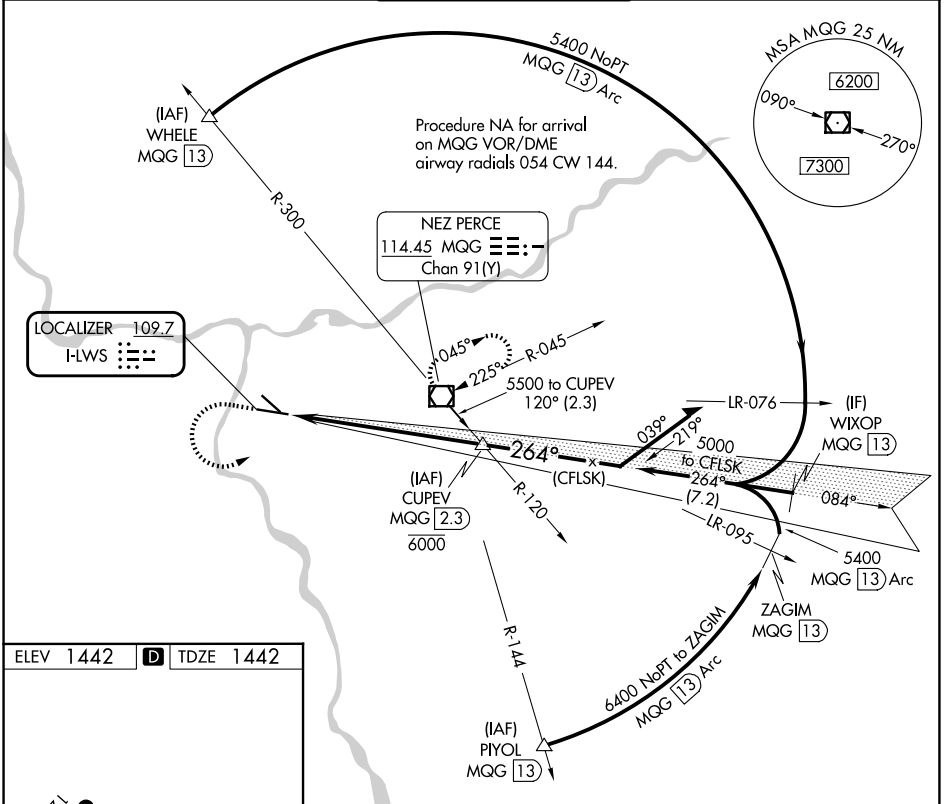 5400 NoPT
MQG 13 Arc
MSA MQG 25 NM
6200
090°
270°
7300
(IAF)
WHELE
MQG 13
Procedure NA for arrival
on MQG VOR/DME
airway radials 054 CW 144.
R-300
NEZ PERCE
114.45 MQG
Chan 91(Y)
LOCALIZER 109.7
I-LWS
045°
225°
R-045
5500 to CUPEV
120° (2.3)
LR-076
(IF)
WIXOP
MQG 13
039°
219°
5000
to CFLSK
264°
(7.2)
264°
(CFLSK)
084°
(IAF)
CUPEV
MQG 2.3
6000
R-120
LR-095
5400
MQG 13 Arc
ZAGIM
MQG 13
R-144
6400 NoPT to ZAGIM
MQG 13 Arc
(IAF)
PIYOL
MQG 13
ELEV 1442 D TDZE 1442